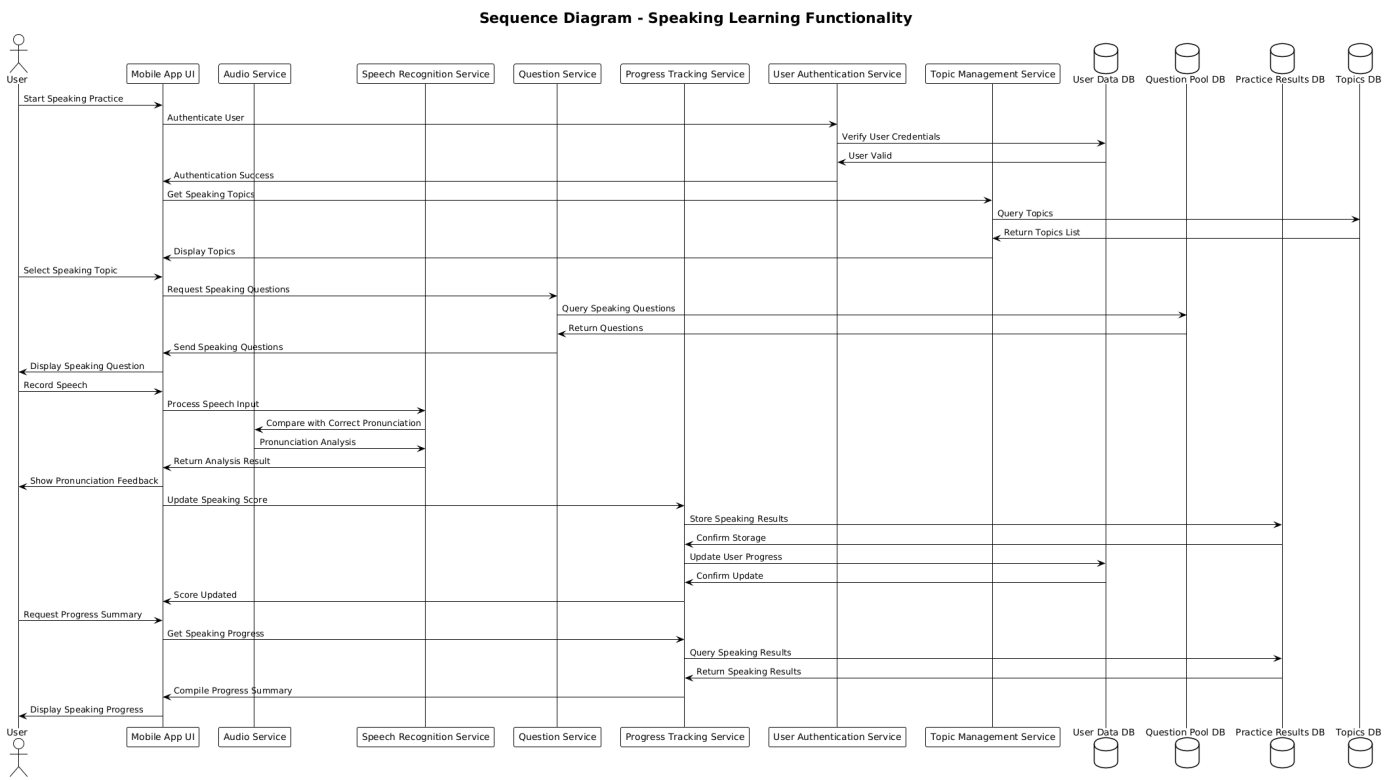 Sequence Diagram - Speaking Learning Functionality
User
Mobile App UI
Audio Service
Speech Recognition Service
Question Service
Progress Tracking Service
User Authentication Service
Topic Management Service
User Data DB
Question Pool DB
Practice Results DB
Topics DB
Start Speaking Practice
Authenticate User
Verify User Credentials
User Valid
Authentication Success
Get Speaking Topics
Query Topics
Return Topics List
Display Topics
Select Speaking Topic
Request Speaking Questions
Query Speaking Questions
Return Questions
Send Speaking Questions
Display Speaking Question
Record Speech
Process Speech Input
Compare with Correct Pronunciation
Pronunciation Analysis
Return Analysis Result
Show Pronunciation Feedback
Update Speaking Score
Store Speaking Results
Confirm Storage
Update User Progress
Confirm Update
Score Updated
Request Progress Summary
Get Speaking Progress
Query Speaking Results
Return Speaking Results
Compile Progress Summary
Display Speaking Progress
User
Mobile App UI
Audio Service
Speech Recognition Service
Question Service
Progress Tracking Service
User Authentication Service
Topic Management Service
User Data DB
Question Pool DB
Practice Results DB
Topics DB